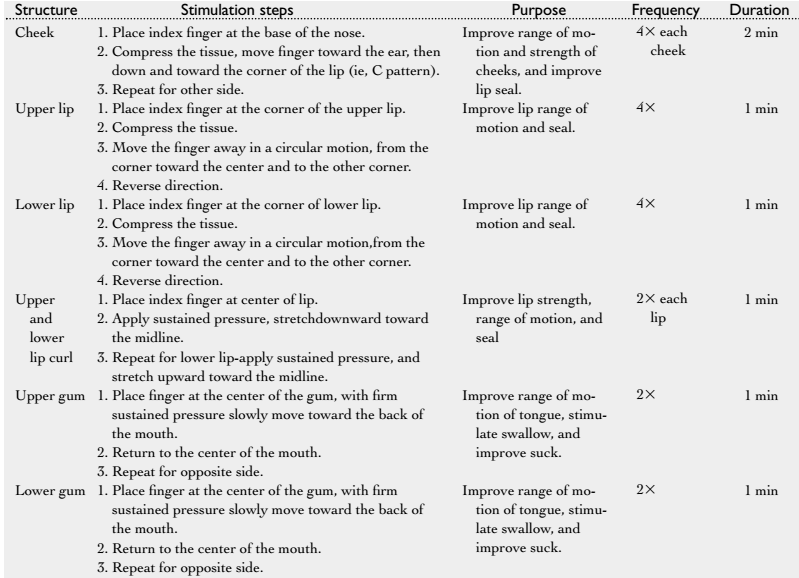 Structure Stimulation steps Purpose Frequency Duration
Cheek 1. Place index finger at the base of the nose. Improve range of mo- 4× each 2 min
2. Compress the tissue, move finger toward the ear, then tion and strength of cheek
down and toward the corner of the lip (ie, C pattern). cheeks, and improve
3. Repeat for other side. lip seal.
Upper lip 1. Place index finger at the corner of the upper lip. Improve lip range of 4× 1 min
2. Compress the tissue. motion and seal.
3. Move the finger away in a circular motion, from the
corner toward the center and to the other corner.
4. Reverse direction.
Lower lip 1. Place index finger at the corner of lower lip. Improve lip range of 4× 1 min
2. Compress the tissue. motion and seal.
3. Move the finger away in a circular motion,from the
corner toward the center and to the other corner.
4. Reverse direction.
Upper 1. Place index finger at center of lip. Improve lip strength, 2× each 1 min
and 2. Apply sustained pressure, stretchdownward toward range of motion, and lip
lower the midline. seal
lip curl 3. Repeat for lower lip-apply sustained pressure, and
stretch upward toward the midline.
Upper gum 1. Place finger at the center of the gum, with firm Improve range of mo- 2× 1 min
sustained pressure slowly move toward the back of tion of tongue, stimu-
the mouth. late swallow, and
2. Return to the center of the mouth. improve suck.
3. Repeat for opposite side.
Lower gum 1. Place finger at the center of the gum, with firm Improve range of mo- 2× 1 min
sustained pressure slowly move toward the back of tion of tongue, stimu-
the mouth. late swallow, and
2. Return to the center of the mouth. improve suck.
3. Repeat for opposite side.